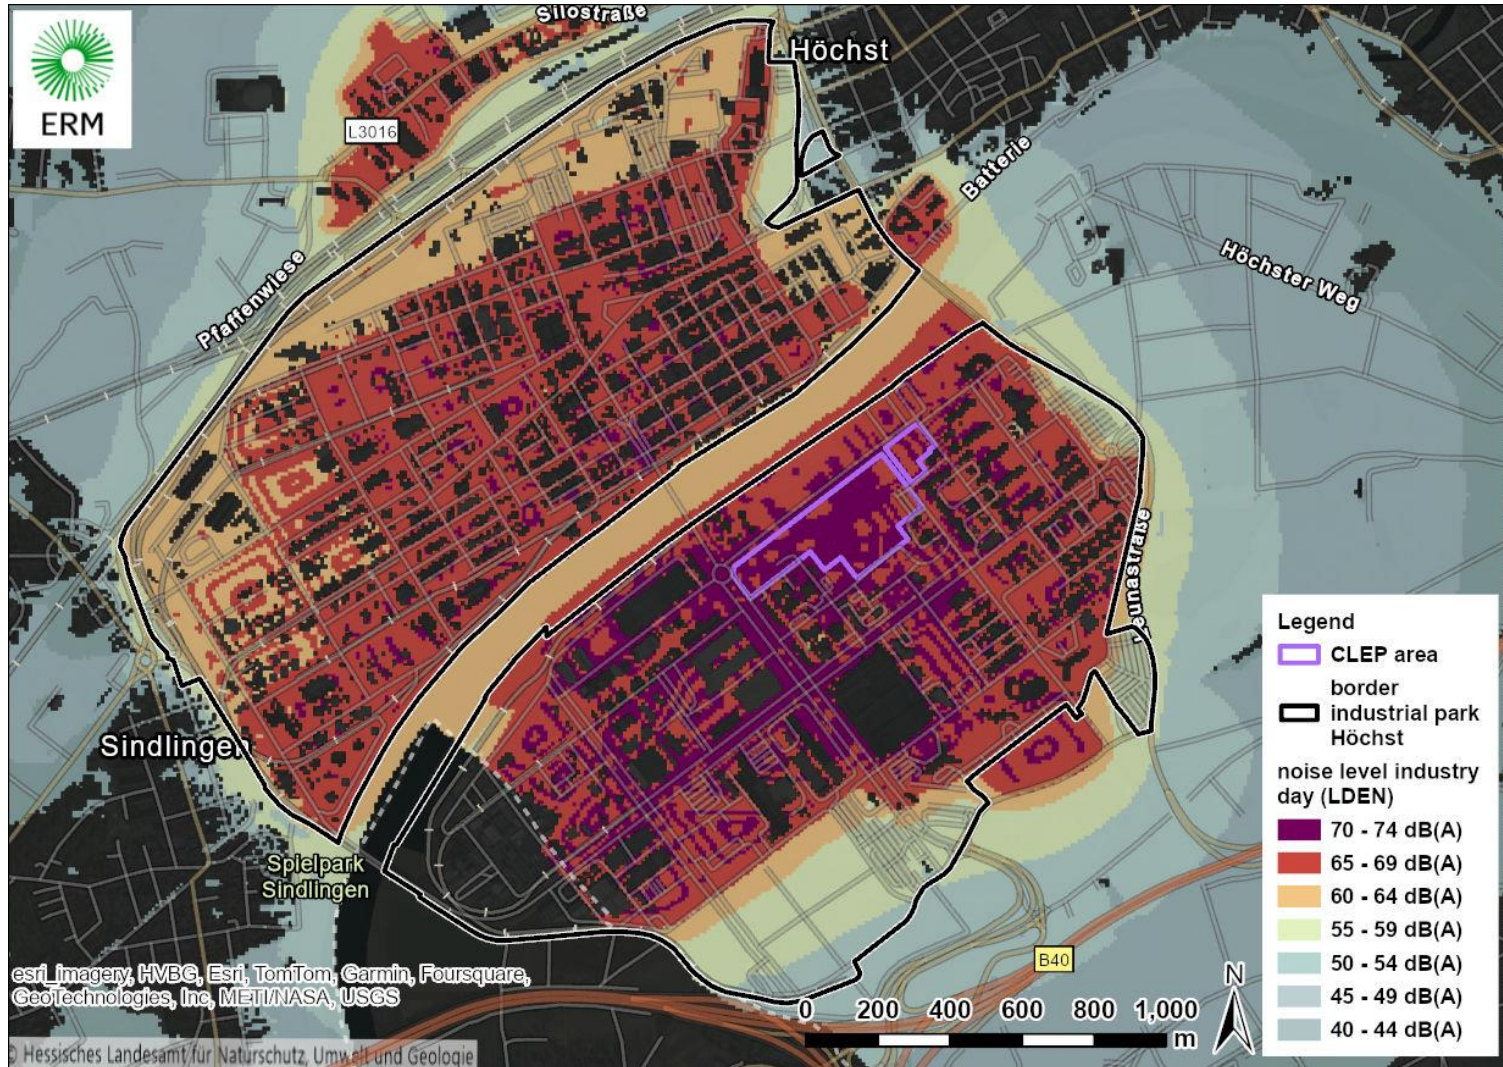 ERM
Silostraße
Höchst
L3016
Batterie
Höchster Weg
Pfaffenwiese
Sindlingen
Spielpark
Sindlingen
B40
Legend
CLEP area
border
industrial park
Höchst
noise level industry
day (LDEN)
70 - 74 dB(A)
65 - 69 dB(A)
60 - 64 dB(A)
55 - 59 dB(A)
50 - 54 dB(A)
45 - 49 dB(A)
40 - 44 dB(A)
esri_imagery, HVBG, Esri, TomTom, Garmin, Foursquare,
GeoTechnologies, Inc, METI/NASA, USGS
0 200 400 600 800 1,000
m
N
© Hessisches Landesamt für Naturschutz, Umwelt und Geologie